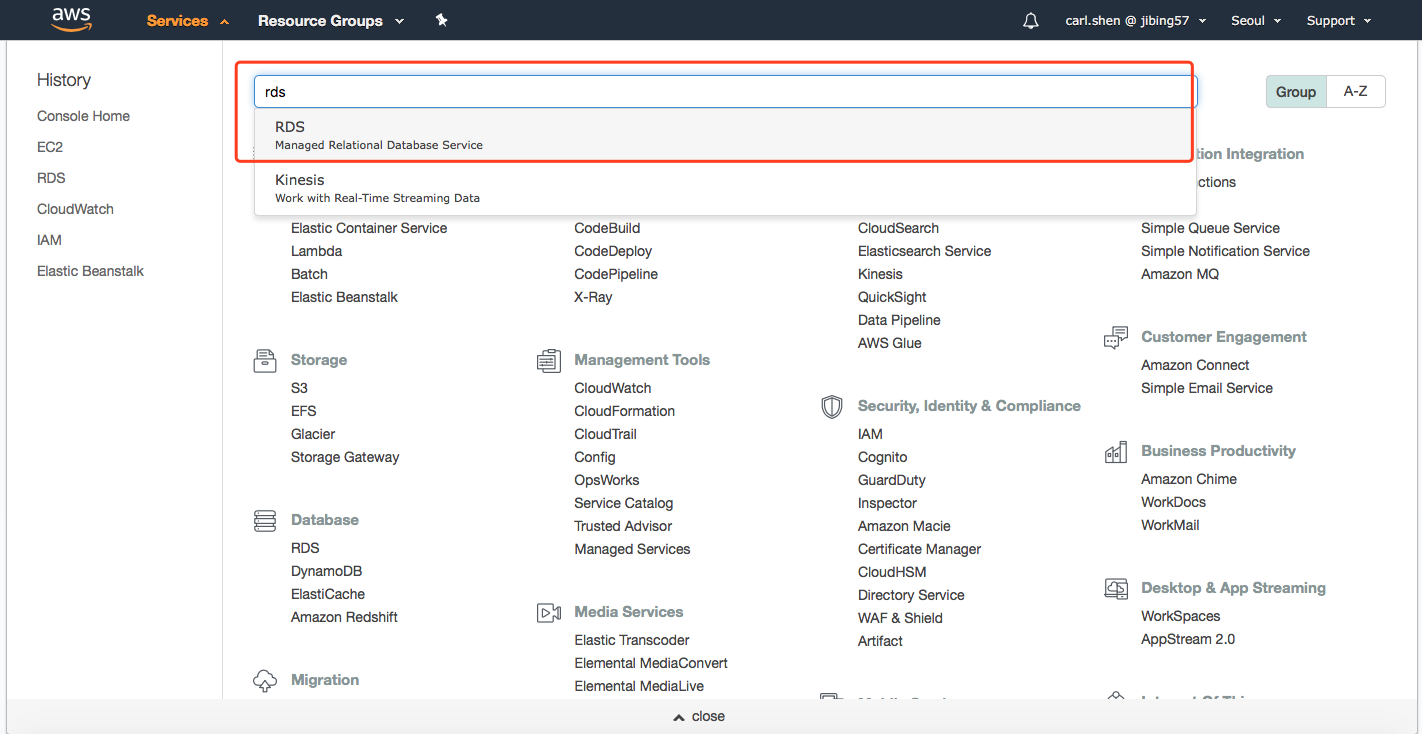 aws
Services
Resource Groups
carl.shen @ jibing57
Seoul
Support
History
Console Home
EC2
RDS
CloudWatch
IAM
Elastic Beanstalk
rds
RDS
Managed Relational Database Service
Kinesis
Work with Real-Time Streaming Data
Group
A-Z
Elastic Container Service
Lambda
Batch
Elastic Beanstalk
Storage
S3
EFS
Glacier
Storage Gateway
Database
RDS
DynamoDB
ElastiCache
Amazon Redshift
Migration
CodeBuild
CodeDeploy
CodePipeline
X-Ray
Management Tools
CloudWatch
CloudFormation
CloudTrail
Config
OpsWorks
Service Catalog
Trusted Advisor
Managed Services
Media Services
Elastic Transcoder
Elemental MediaConvert
Elemental MediaLive
CloudSearch
Elasticsearch Service
Kinesis
QuickSight
Data Pipeline
AWS Glue
Security, Identity & Compliance
IAM
Cognito
GuardDuty
Inspector
Amazon Macie
Certificate Manager
CloudHSM
Directory Service
WAF & Shield
Artifact
Integration
Simple Queue Service
Simple Notification Service
Amazon MQ
Customer Engagement
Amazon Connect
Simple Email Service
Business Productivity
Amazon Chime
WorkDocs
WorkMail
Desktop & App Streaming
WorkSpaces
AppStream 2.0
close